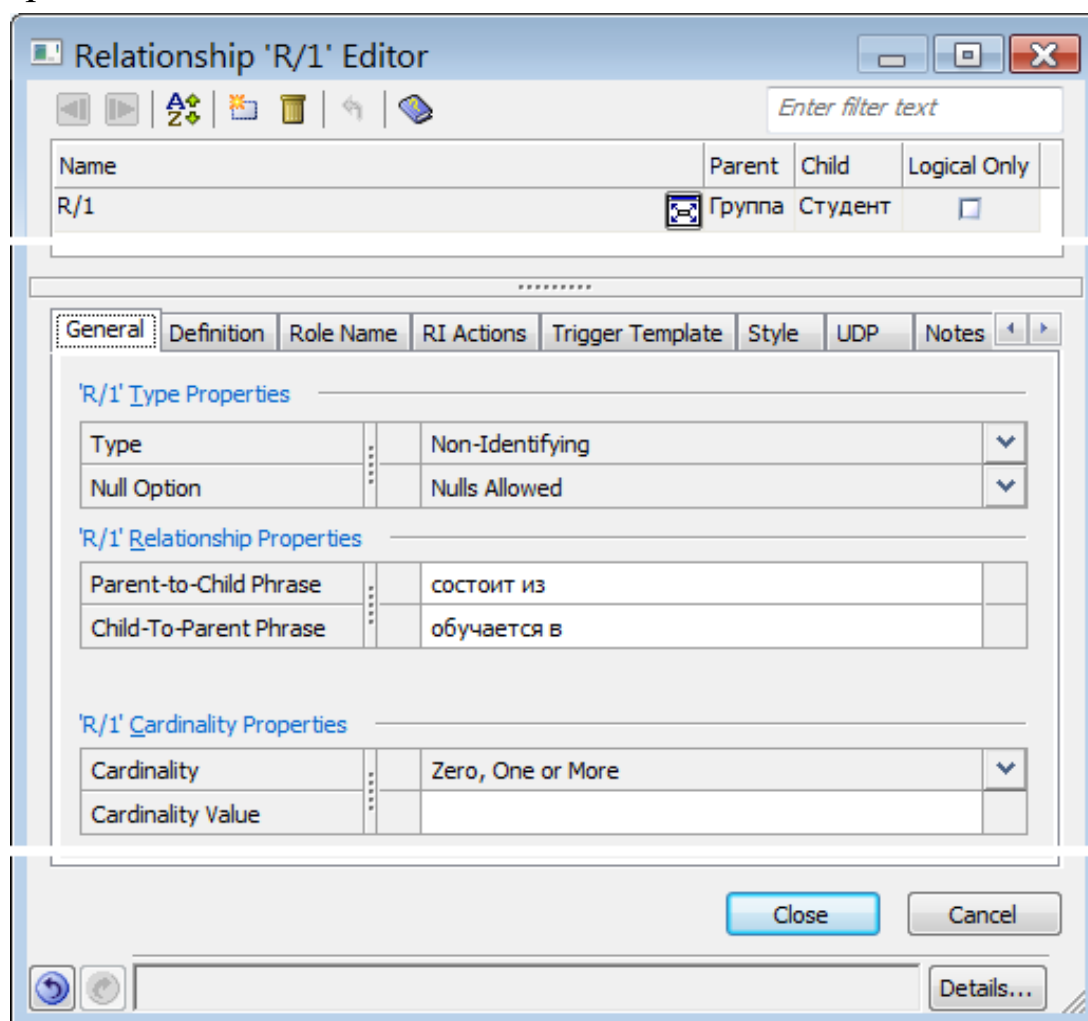 Relationship 'R/1' Editor
Enter filter text
Name Parent Child Logical Only
R/1 Группа Студент
General Definition Role Name RI Actions Trigger Template Style UDP Notes
'R/1' Type Properties
Type Non-Identifying
Null Option Nulls Allowed
'R/1' Relationship Properties
Parent-to-Child Phrase состоит из
Child-To-Parent Phrase обучается в
'R/1' Cardinality Properties
Cardinality Zero, One or More
Cardinality Value
Close Cancel
Details...